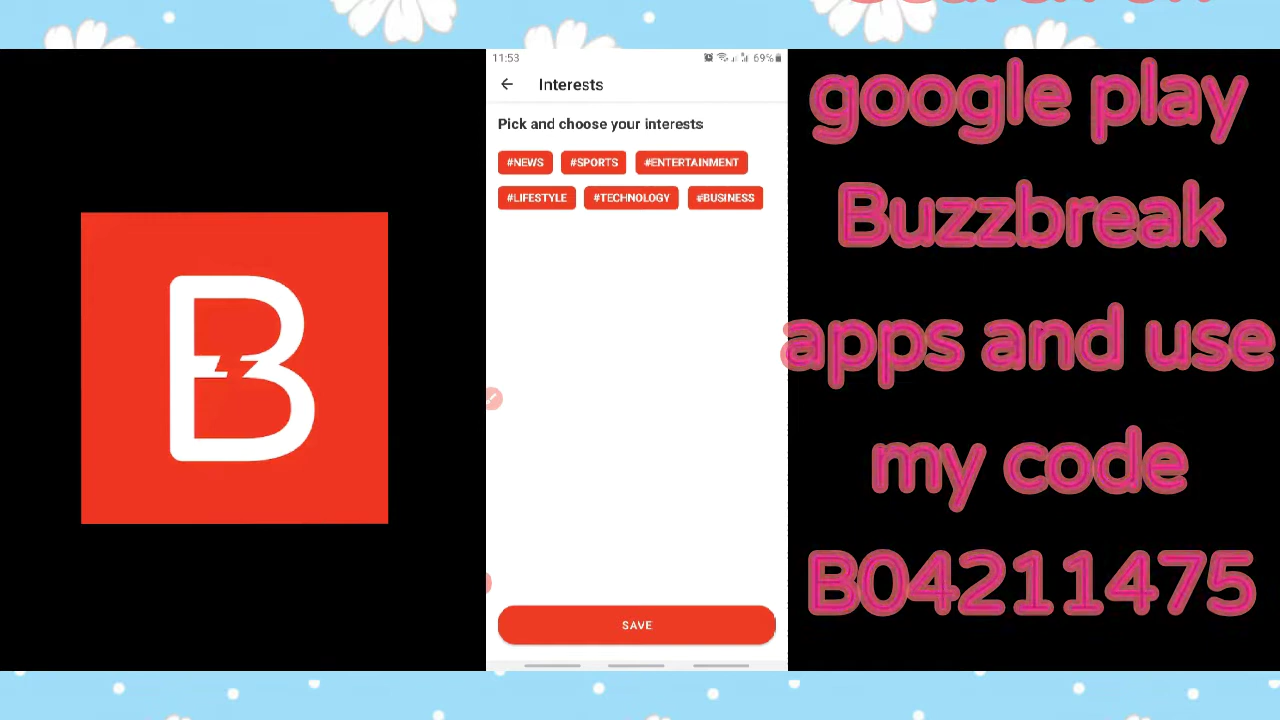 11:53
69%
Interests
Pick and choose your interests
#NEWS #SPORTS #ENTERTAINMENT
#LIFESTYLE #TECHNOLOGY #BUSINESS
SAVE
B
google play
Buzzbreak
apps and use
my code
B04211475